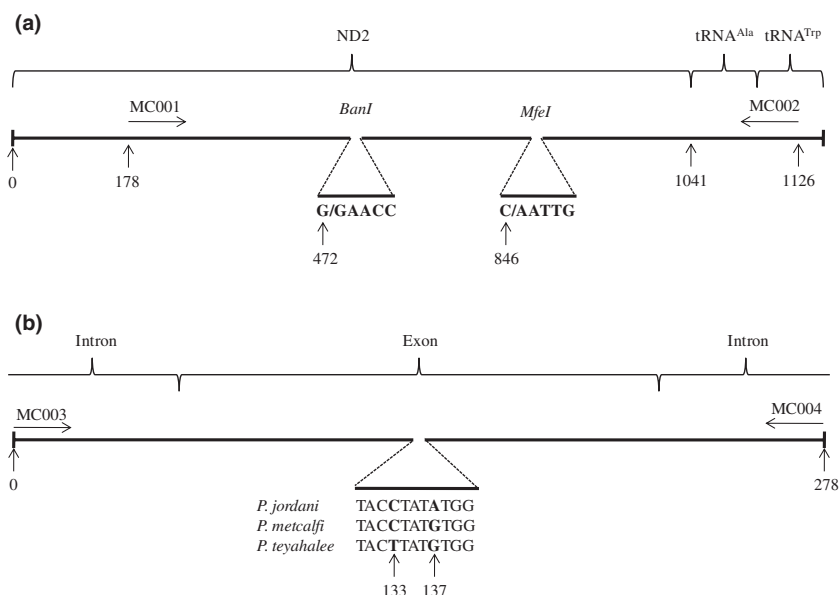 (a)
ND2 tRNA^Ala tRNA^Trp
MC001 BanI MfeI MC002
0 178 1041 1126
G/GAACC C/AATTG
472 846
(b)
Intron Exon Intron
MC003 MC004
0 278
P. jordani TACCTATATGG
P. metcalfi TACCTATGTGG
P. teyahalee TACTTATGTGG
133 137